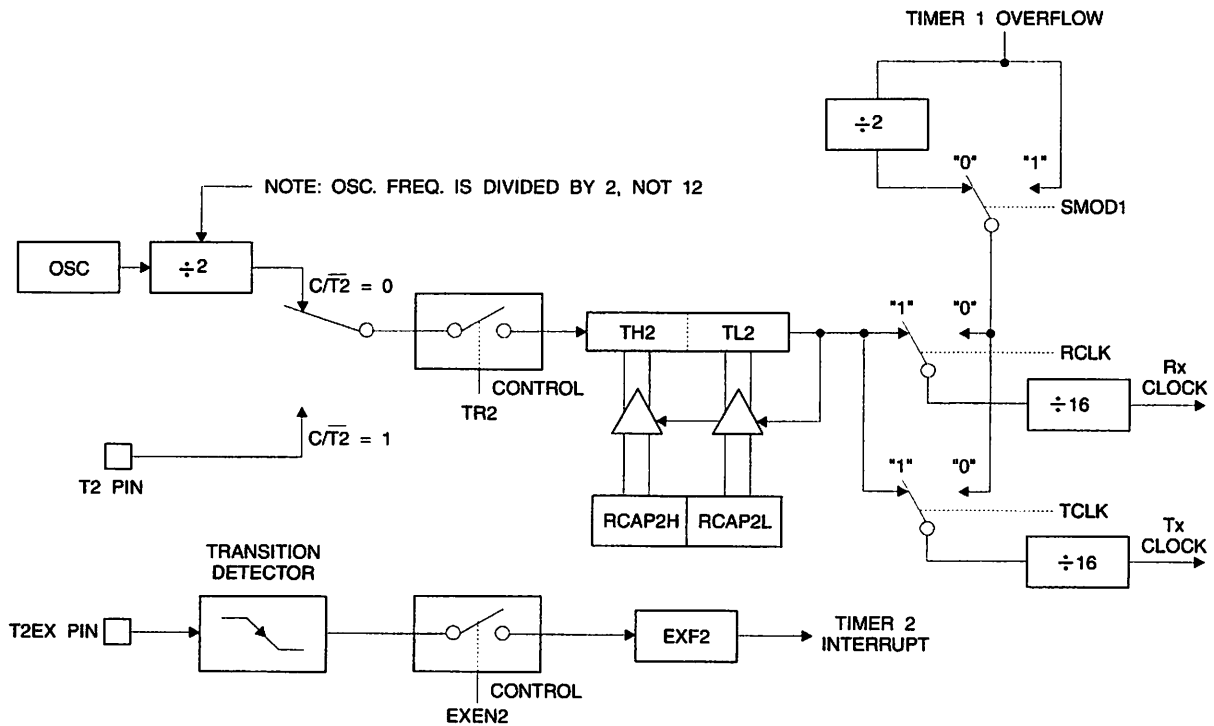 TIMER 1 OVERFLOW
÷2
"0" "1"
NOTE: OSC. FREQ. IS DIVIDED BY 2, NOT 12
SMOD1
OSC
÷2
C/T̅2̅ = 0
TH2 TL2
"1" "0"
RCLK
CONTROL
TR2
÷16
Rx
CLOCK
C/T̅2̅ = 1
T2 PIN
"1" "0"
RCAP2H RCAP2L
TCLK
÷16
Tx
CLOCK
TRANSITION
DETECTOR
T2EX PIN
EXF2
TIMER 2
INTERRUPT
CONTROL
EXEN2